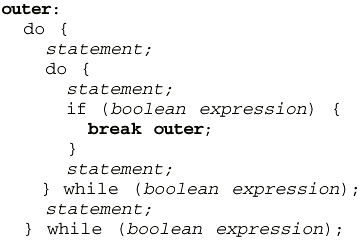 outer:
do {
statement;
do {
statement;
if (boolean expression) {
break outer;
}
statement;
} while (boolean expression);
statement;
} while (boolean expression);